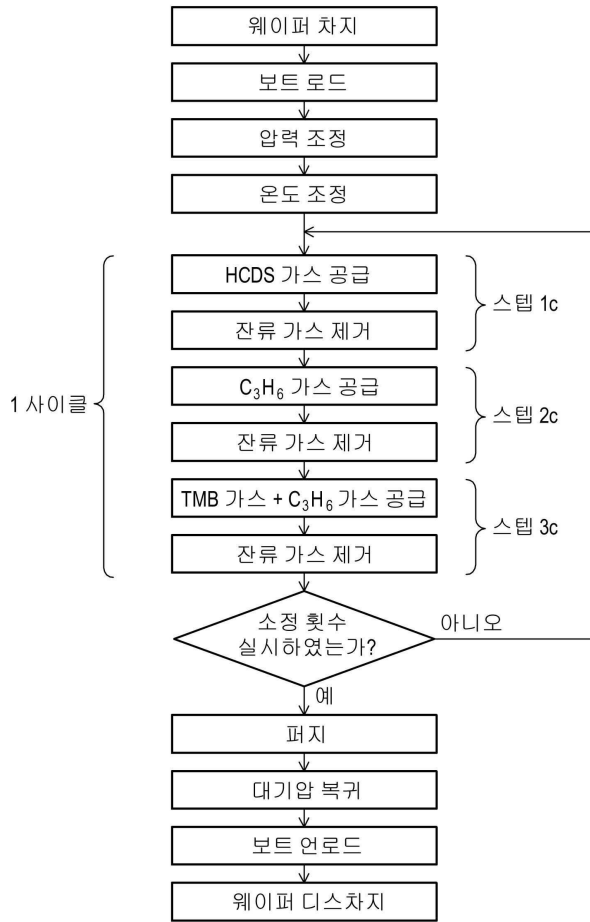 웨이퍼 차지
보트 로드
압력 조정
온도 조정
HCDS 가스 공급
스텝 1c
잔류 가스 제거
C₃H₆ 가스 공급
1 사이클
스텝 2c
잔류 가스 제거
TMB 가스 + C₃H₆ 가스 공급
스텝 3c
잔류 가스 제거
소정 횟수
실시하였는가?
아니오
예
퍼지
대기압 복귀
보트 언로드
웨이퍼 디스차지